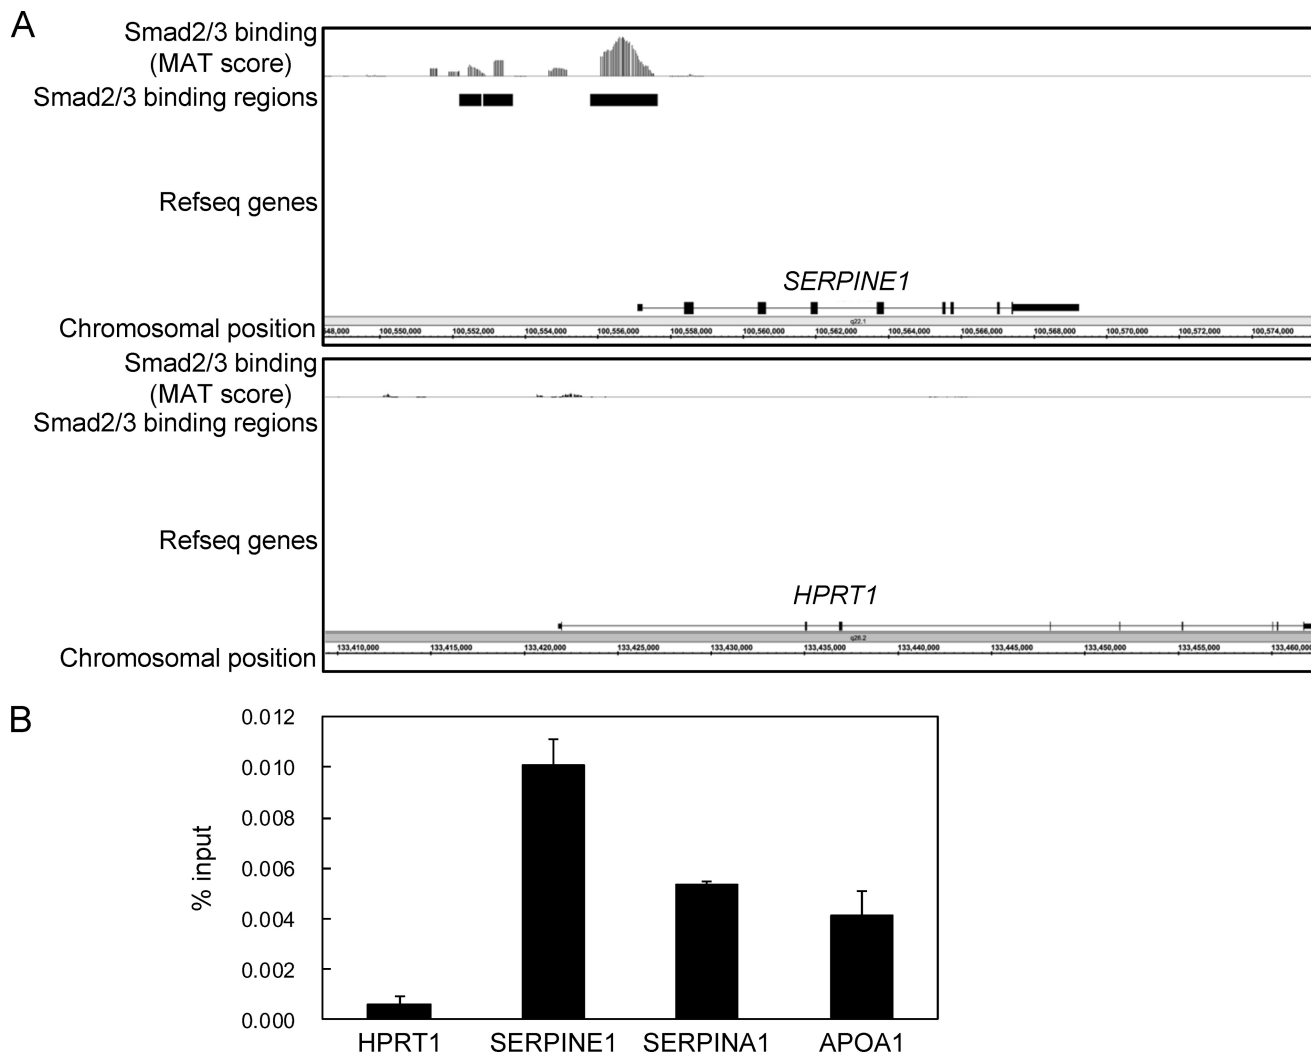 A
Smad2/3 binding
(MAT score)
Smad2/3 binding regions
Refseq genes
SERPINE1
q22.1
Chromosomal position
548,000 100,550,000 100,552,000 100,554,000 100,556,000 100,558,000 100,560,000 100,562,000 100,564,000 100,566,000 100,568,000 100,570,000 100,572,000 100,574,000
Smad2/3 binding
(MAT score)
Smad2/3 binding regions
Refseq genes
HPRT1
q26.2
Chromosomal position
133,410,000 133,415,000 133,420,000 133,425,000 133,430,000 133,435,000 133,440,000 133,445,000 133,450,000 133,455,000 133,460,000
B
% input
0.012
0.010
0.008
0.006
0.004
0.002
0.000
HPRT1 SERPINE1 SERPINA1 APOA1